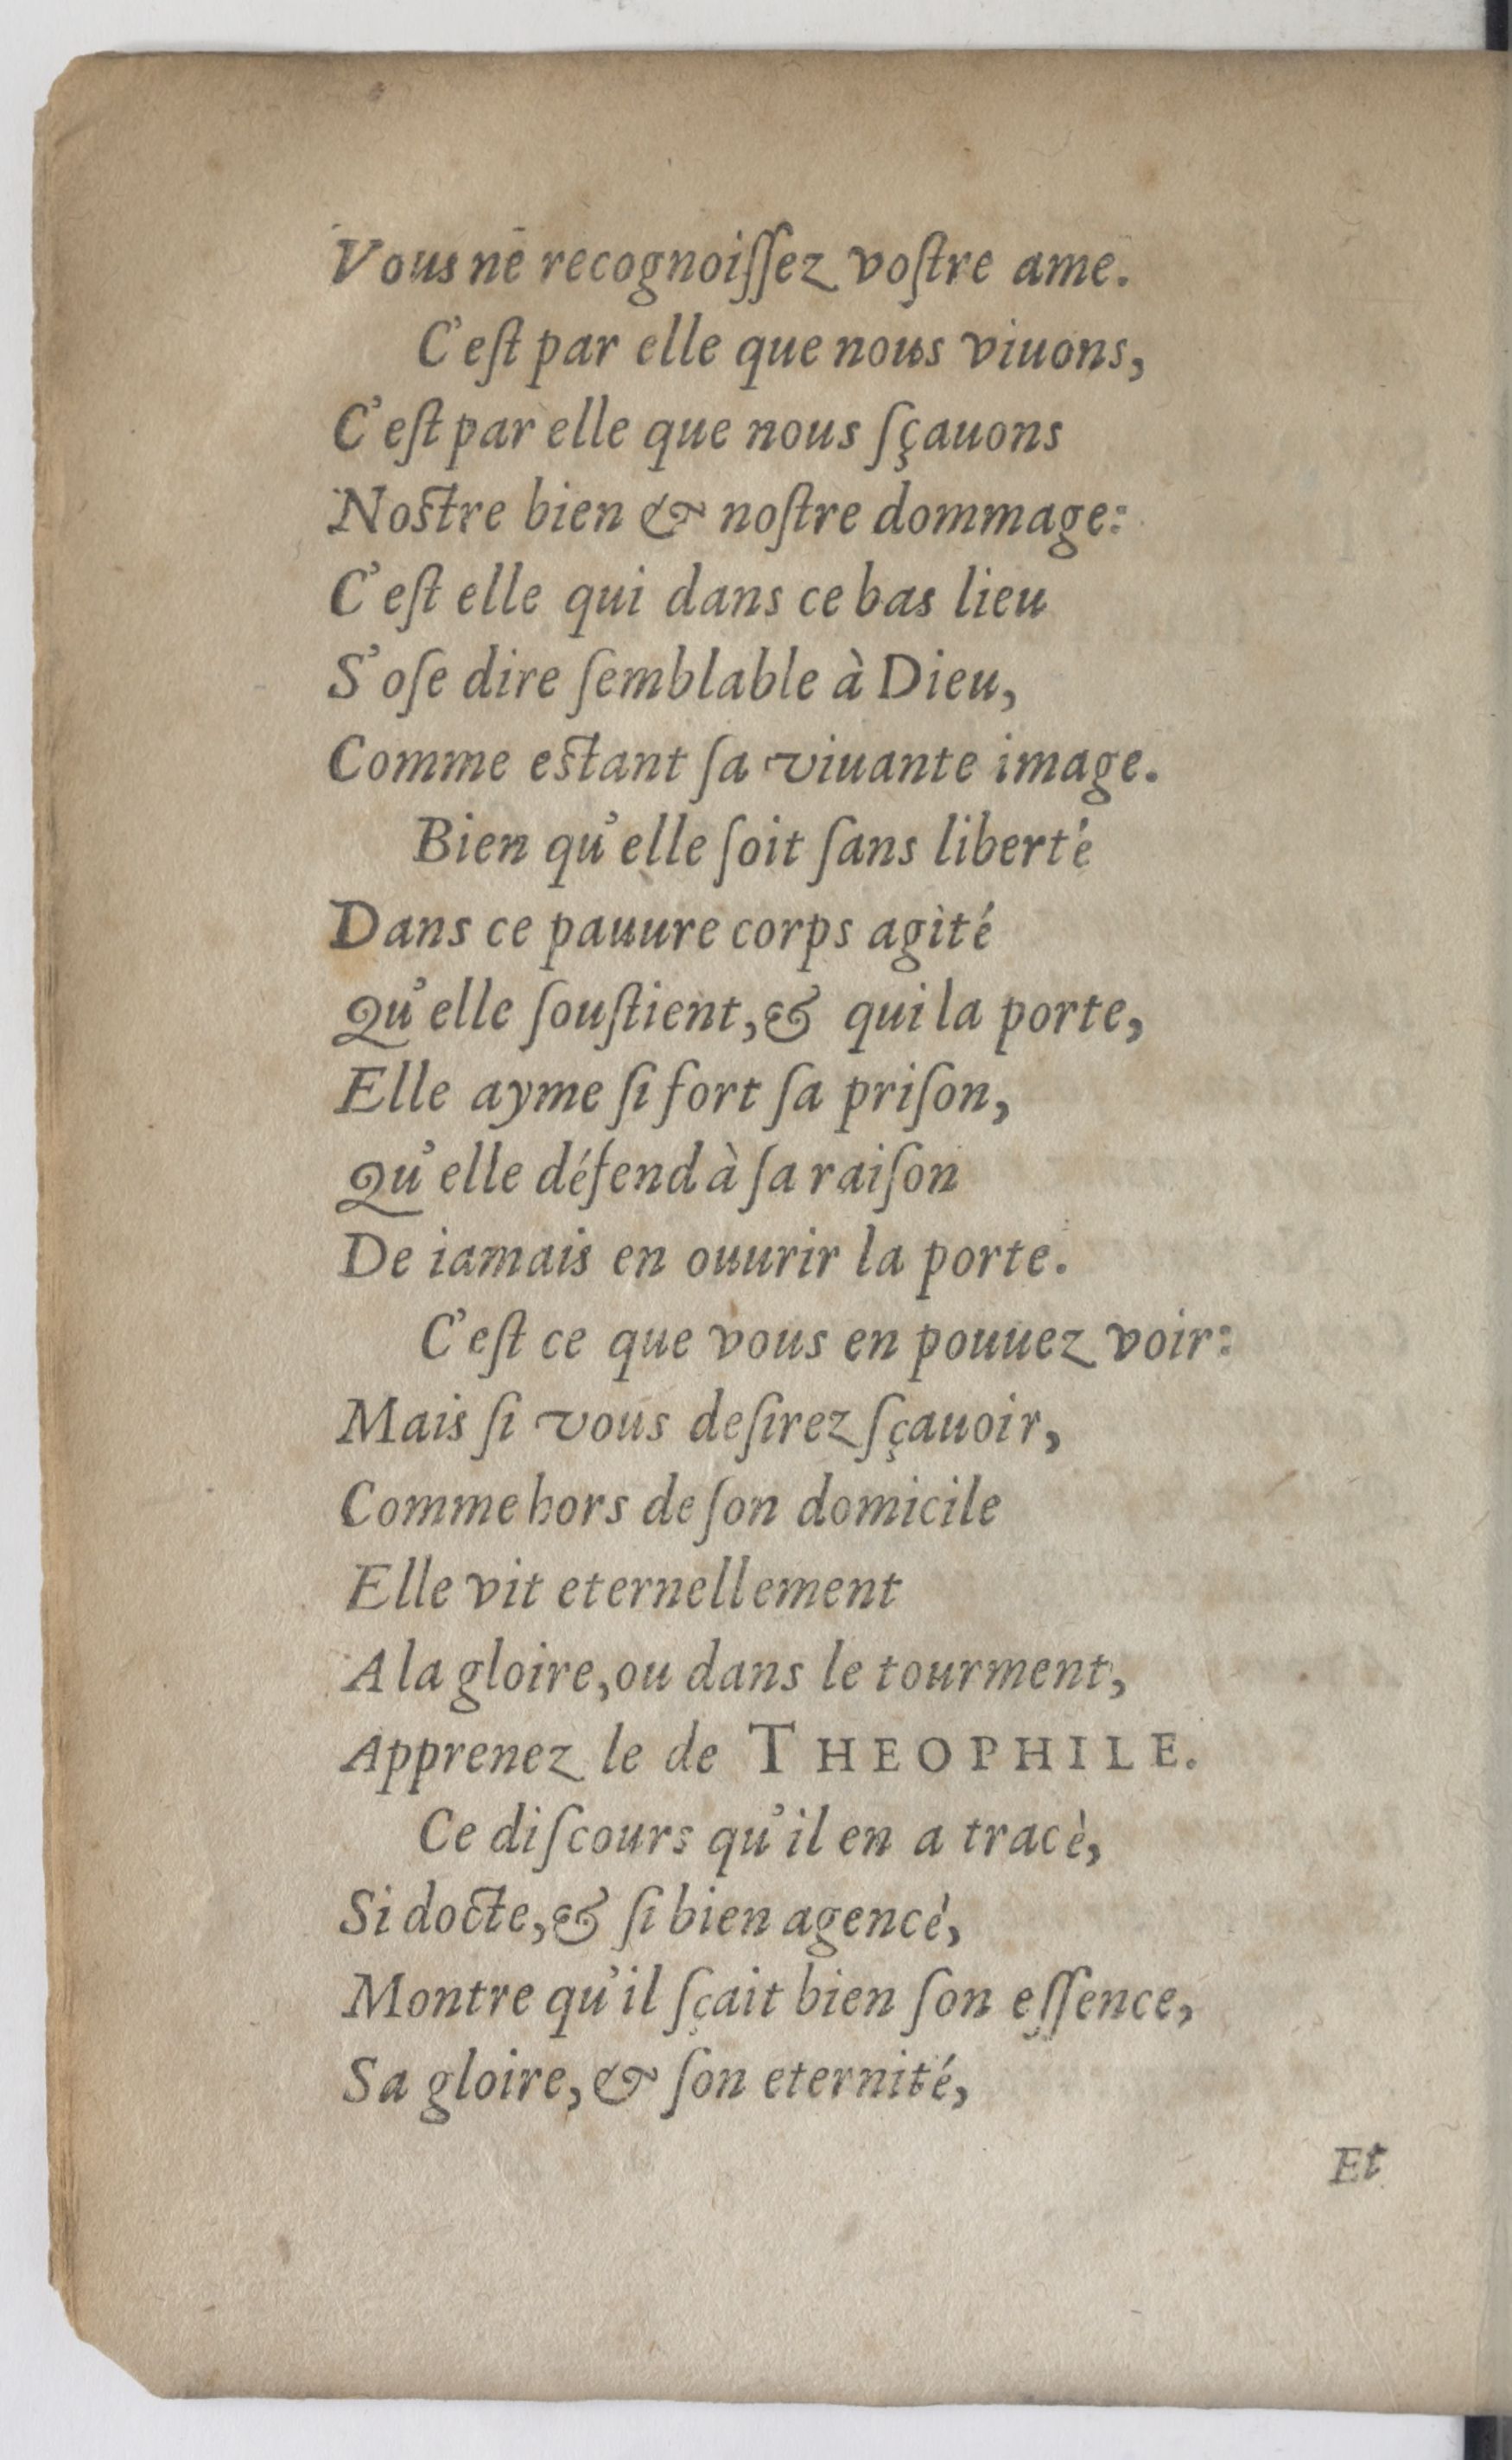 Vous ne recognoiſſez voſtre ame.
C'eſt par elle que nous viuons,
C'eſt par elle que nous ſçauons
Nostre bien & noſtre dommage:
C'eſt elle qui dans ce bas lieu
S'oſe dire ſemblable à Dieu,
Comme estant ſa viuante image.
Bien qu'elle ſoit ſans liberté
Dans ce pauure corps agité
Qu'elle ſouſtient, & qui la porte,
Elle ayme ſi fort ſa priſon,
Qu'elle défend à ſa raiſon
De iamais en ouurir la porte.
C'eſt ce que vous en pouuez voir:
Mais ſi vous deſirez ſçauoir,
Comme hors de ſon domicile
Elle vit eternellement
A la gloire, ou dans le tourment,
Apprenez le de THEOPHILE.
Ce diſcours qu'il en a tracè,
Si docte, & ſi bien agencé,
Montre qu'il ſçait bien ſon eſſence,
Sa gloire, & ſon eternité,
Et